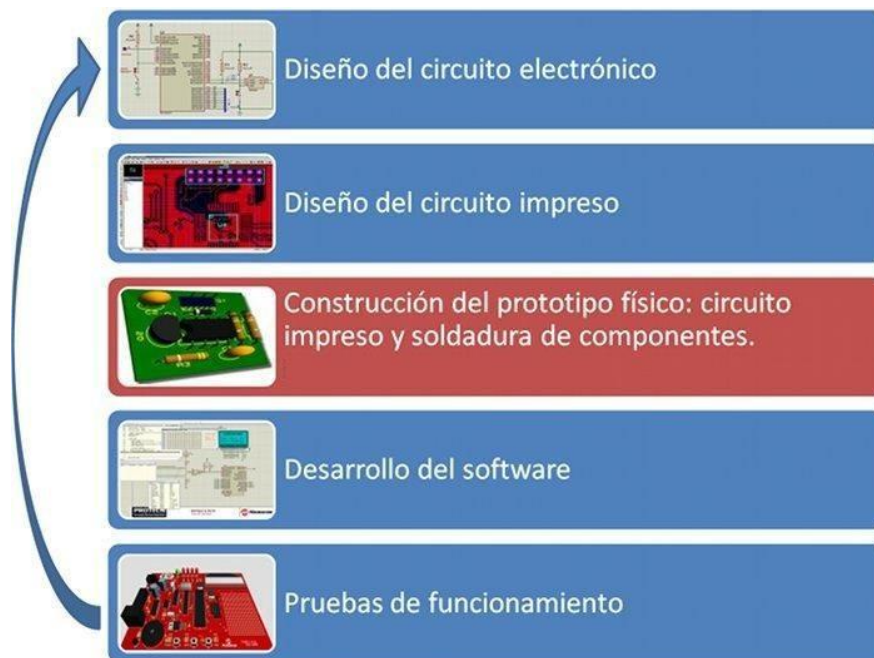 Diseño del circuito electrónico
Diseño del circuito impreso
Construcción del prototipo físico: circuito
impreso y soldadura de componentes.
Desarrollo del software
Pruebas de funcionamiento